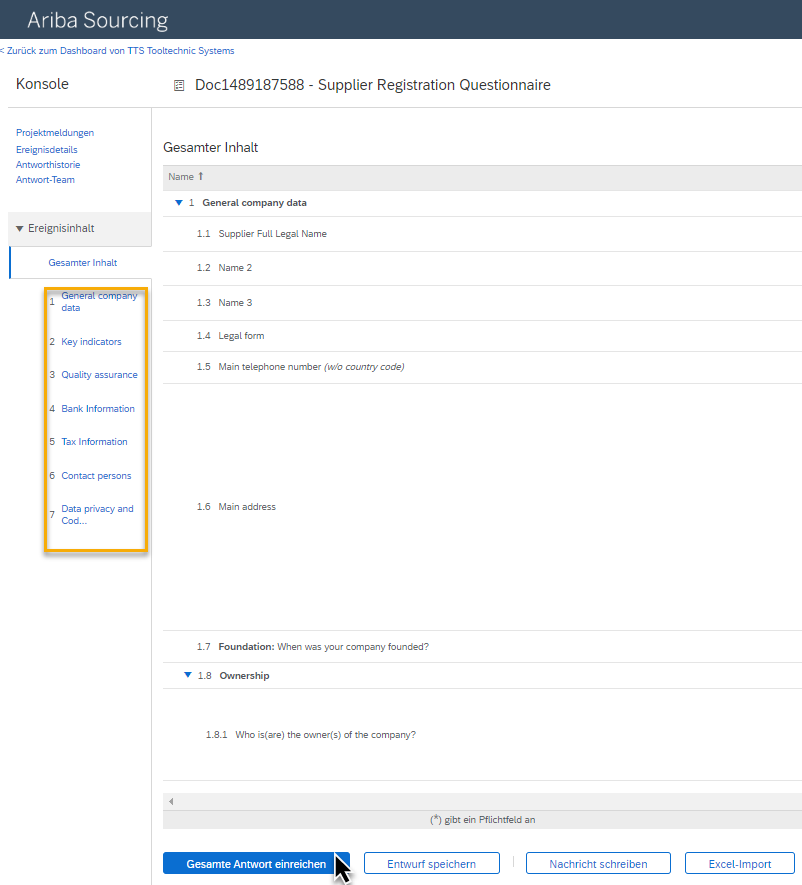 Ariba Sourcing
< Zurück zum Dashboard von TTS Tooltechnic Systems
Konsole
Doc1489187588 - Supplier Registration Questionnaire
Projektmeldungen
Ereignisdetails
Antworthistorie
Antwort-Team
▼ Ereignisinhalt
Gesamter Inhalt
1 General company
data
2 Key indicators
3 Quality assurance
4 Bank Information
5 Tax Information
6 Contact persons
7 Data privacy and
Cod...
Gesamter Inhalt
Name ↑
▼ 1 General company data
1.1 Supplier Full Legal Name
1.2 Name 2
1.3 Name 3
1.4 Legal form
1.5 Main telephone number (w/o country code)
1.6 Main address
1.7 Foundation: When was your company founded?
▼ 1.8 Ownership
1.8.1 Who is(are) the owner(s) of the company?
(*) gibt ein Pflichtfeld an
Gesamte Antwort einreichen
Entwurf speichern
Nachricht schreiben
Excel-Import